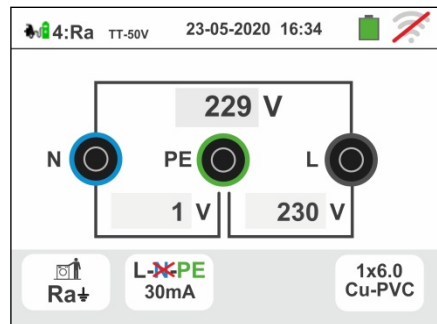 4:Ra TT-50V 23-05-2020 16:34
229 V
N PE L
1 V 230 V
Ra
L-N-PE
30mA
1x6.0
Cu-PVC